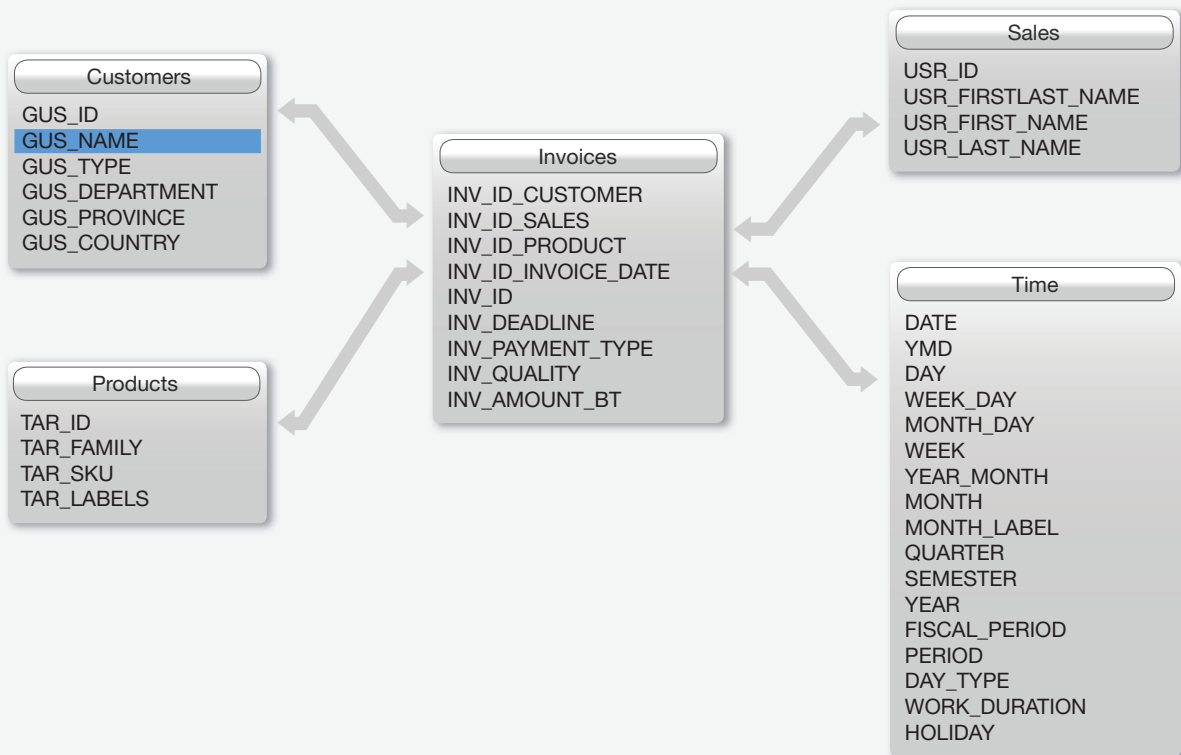 Customers
GUS_ID
GUS_NAME
GUS_TYPE
GUS_DEPARTMENT
GUS_PROVINCE
GUS_COUNTRY
Products
TAR_ID
TAR_FAMILY
TAR_SKU
TAR_LABELS
Invoices
INV_ID_CUSTOMER
INV_ID_SALES
INV_ID_PRODUCT
INV_ID_INVOICE_DATE
INV_ID
INV_DEADLINE
INV_PAYMENT_TYPE
INV_QUALITY
INV_AMOUNT_BT
Sales
USR_ID
USR_FIRSTLAST_NAME
USR_FIRST_NAME
USR_LAST_NAME
Time
DATE
YMD
DAY
WEEK_DAY
MONTH_DAY
WEEK
YEAR_MONTH
MONTH
MONTH_LABEL
QUARTER
SEMESTER
YEAR
FISCAL_PERIOD
PERIOD
DAY_TYPE
WORK_DURATION
HOLIDAY